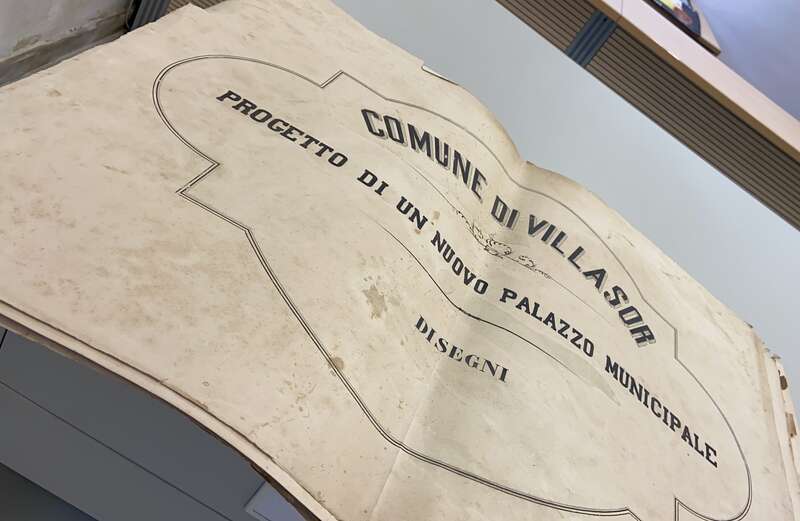 COMUNE DI VILLASOR
PROGETTO DI UN NUOVO PALAZZO MUNICIPALE
DISEGNI